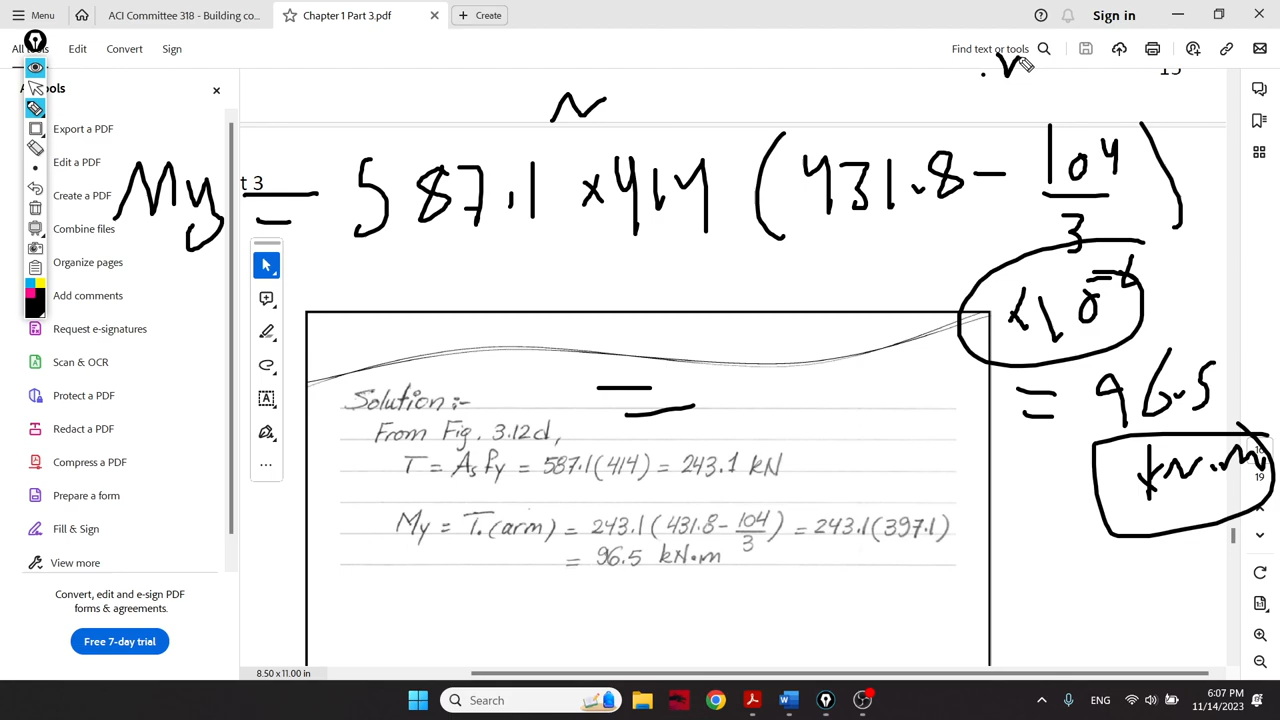 Menu
ACI Committee 318 - Building co...
Chapter 1 Part 3.pdf
Create
Sign in
All tools
Edit
Convert
Sign
Find text or tools
Export a PDF
Edit a PDF
Create a PDF
Combine files
Organize pages
Add comments
Request e-signatures
Scan & OCR
Protect a PDF
Redact a PDF
Compress a PDF
Prepare a form
Fill & Sign
View more
Convert, edit and e-sign PDF
forms & agreements.
Free 7-day trial
15
N
t 3
My = 587.1 x414 (431.8 - 104/3)
x10^-6
= 96.5
kN.m
Solution:-
From Fig. 3.12d,
T = As fy = 587.1(414) = 243.1 kN
My = T.(arm) = 243.1(431.8 - 104/3) = 243.1(397.1)
= 96.5 kN.m
19
8.50 x 11.00 in
Search
ENG
6:07 PM
11/14/2023